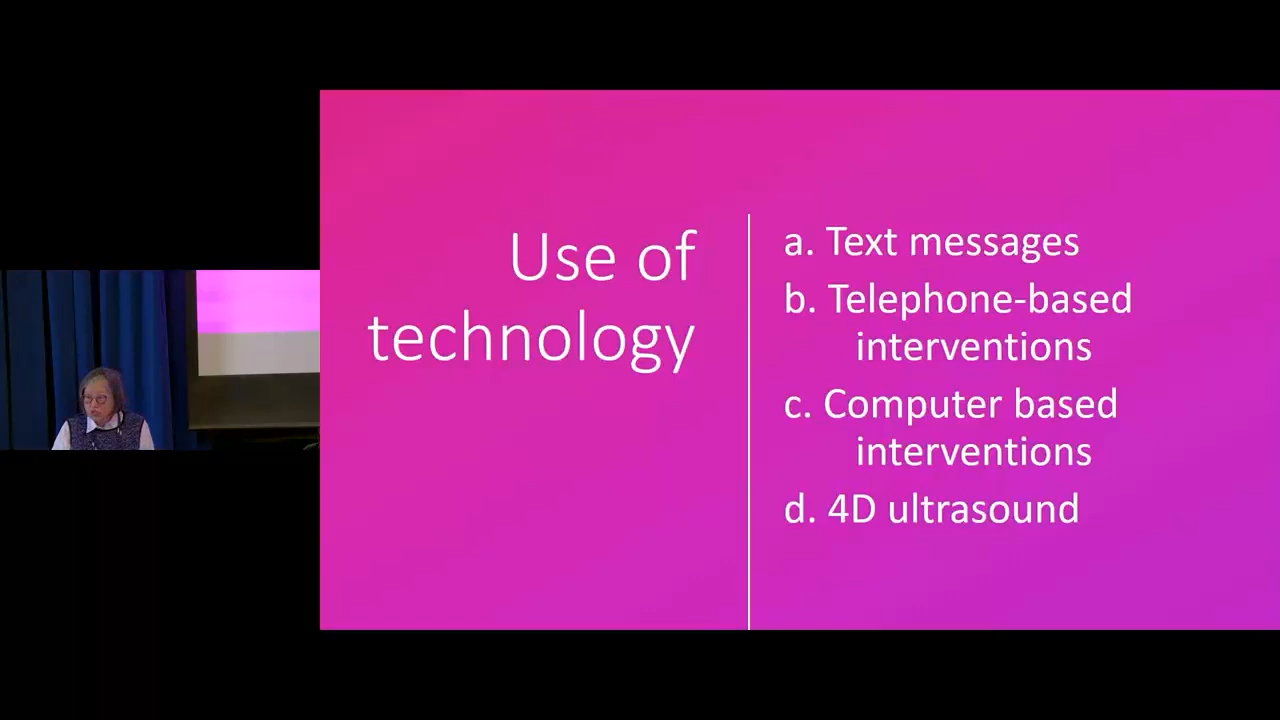 Use of
technology
a. Text messages
b. Telephone-based
interventions
c. Computer based
interventions
d. 4D ultrasound